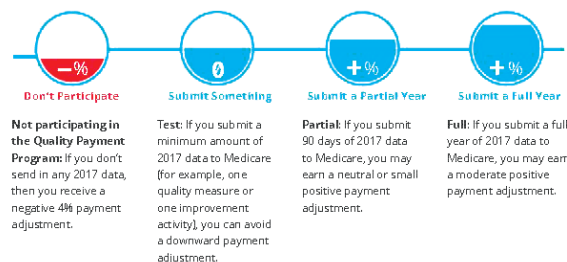 –%
0
+%
+%
Don't Participate
Submit Something
Submit a Partial Year
Submit a Full Year
Not participating in
the Quality Payment
Program: If you don't
send in any 2017 data,
then you receive a
negative 4% payment
adjustment.
Test: If you submit a
minimum amount of
2017 data to Medicare
(for example, one
quality measure or
one improvement
activity), you can avoid
a downward payment
adjustment.
Partial: If you submit
90 days of 2017 data
to Medicare, you may
earn a neutral or small
positive payment
adjustment.
Full: If you submit a full
year of 2017 data to
Medicare, you may earn
a moderate positive
payment adjustment.